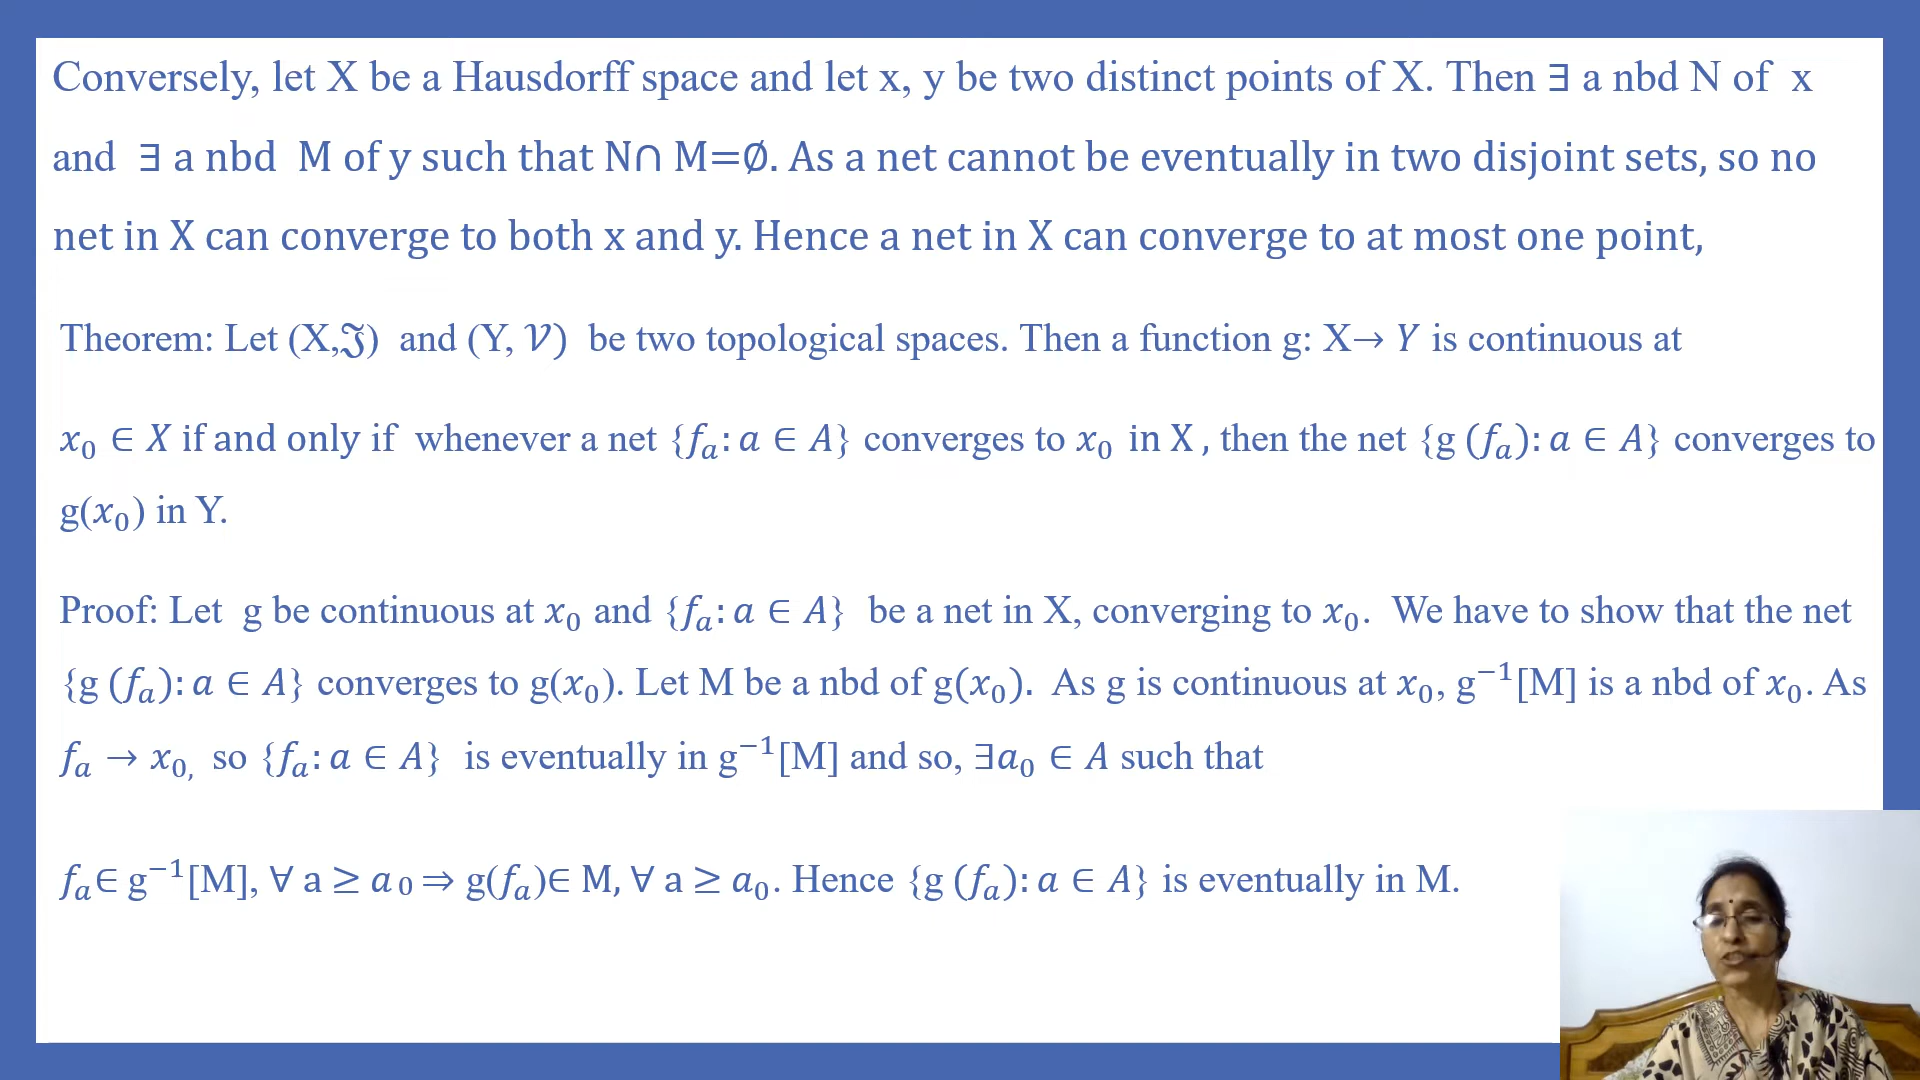 Conversely, let X be a Hausdorff space and let x, y be two distinct points of X. Then ∃ a nbd N of x
and ∃ a nbd M of y such that N∩ M=∅. As a net cannot be eventually in two disjoint sets, so no
net in X can converge to both x and y. Hence a net in X can converge to at most one point,
Theorem: Let (X,ℑ) and (Y, 𝒱) be two topological spaces. Then a function g: X→ Y is continuous at
x₀ ∈ X if and only if whenever a net {fₐ: a ∈ A} converges to x₀ in X , then the net {g (fₐ): a ∈ A} converges to
g(x₀) in Y.
Proof: Let g be continuous at x₀ and {fₐ: a ∈ A} be a net in X, converging to x₀. We have to show that the net
{g (fₐ): a ∈ A} converges to g(x₀). Let M be a nbd of g(x₀). As g is continuous at x₀, g⁻¹[M] is a nbd of x₀. As
fₐ → x₀, so {fₐ: a ∈ A} is eventually in g⁻¹[M] and so, ∃a₀ ∈ A such that
fₐ∈ g⁻¹[M], ∀ a ≥ a₀ ⇒ g(fₐ)∈ M, ∀ a ≥ a₀. Hence {g (fₐ): a ∈ A} is eventually in M.